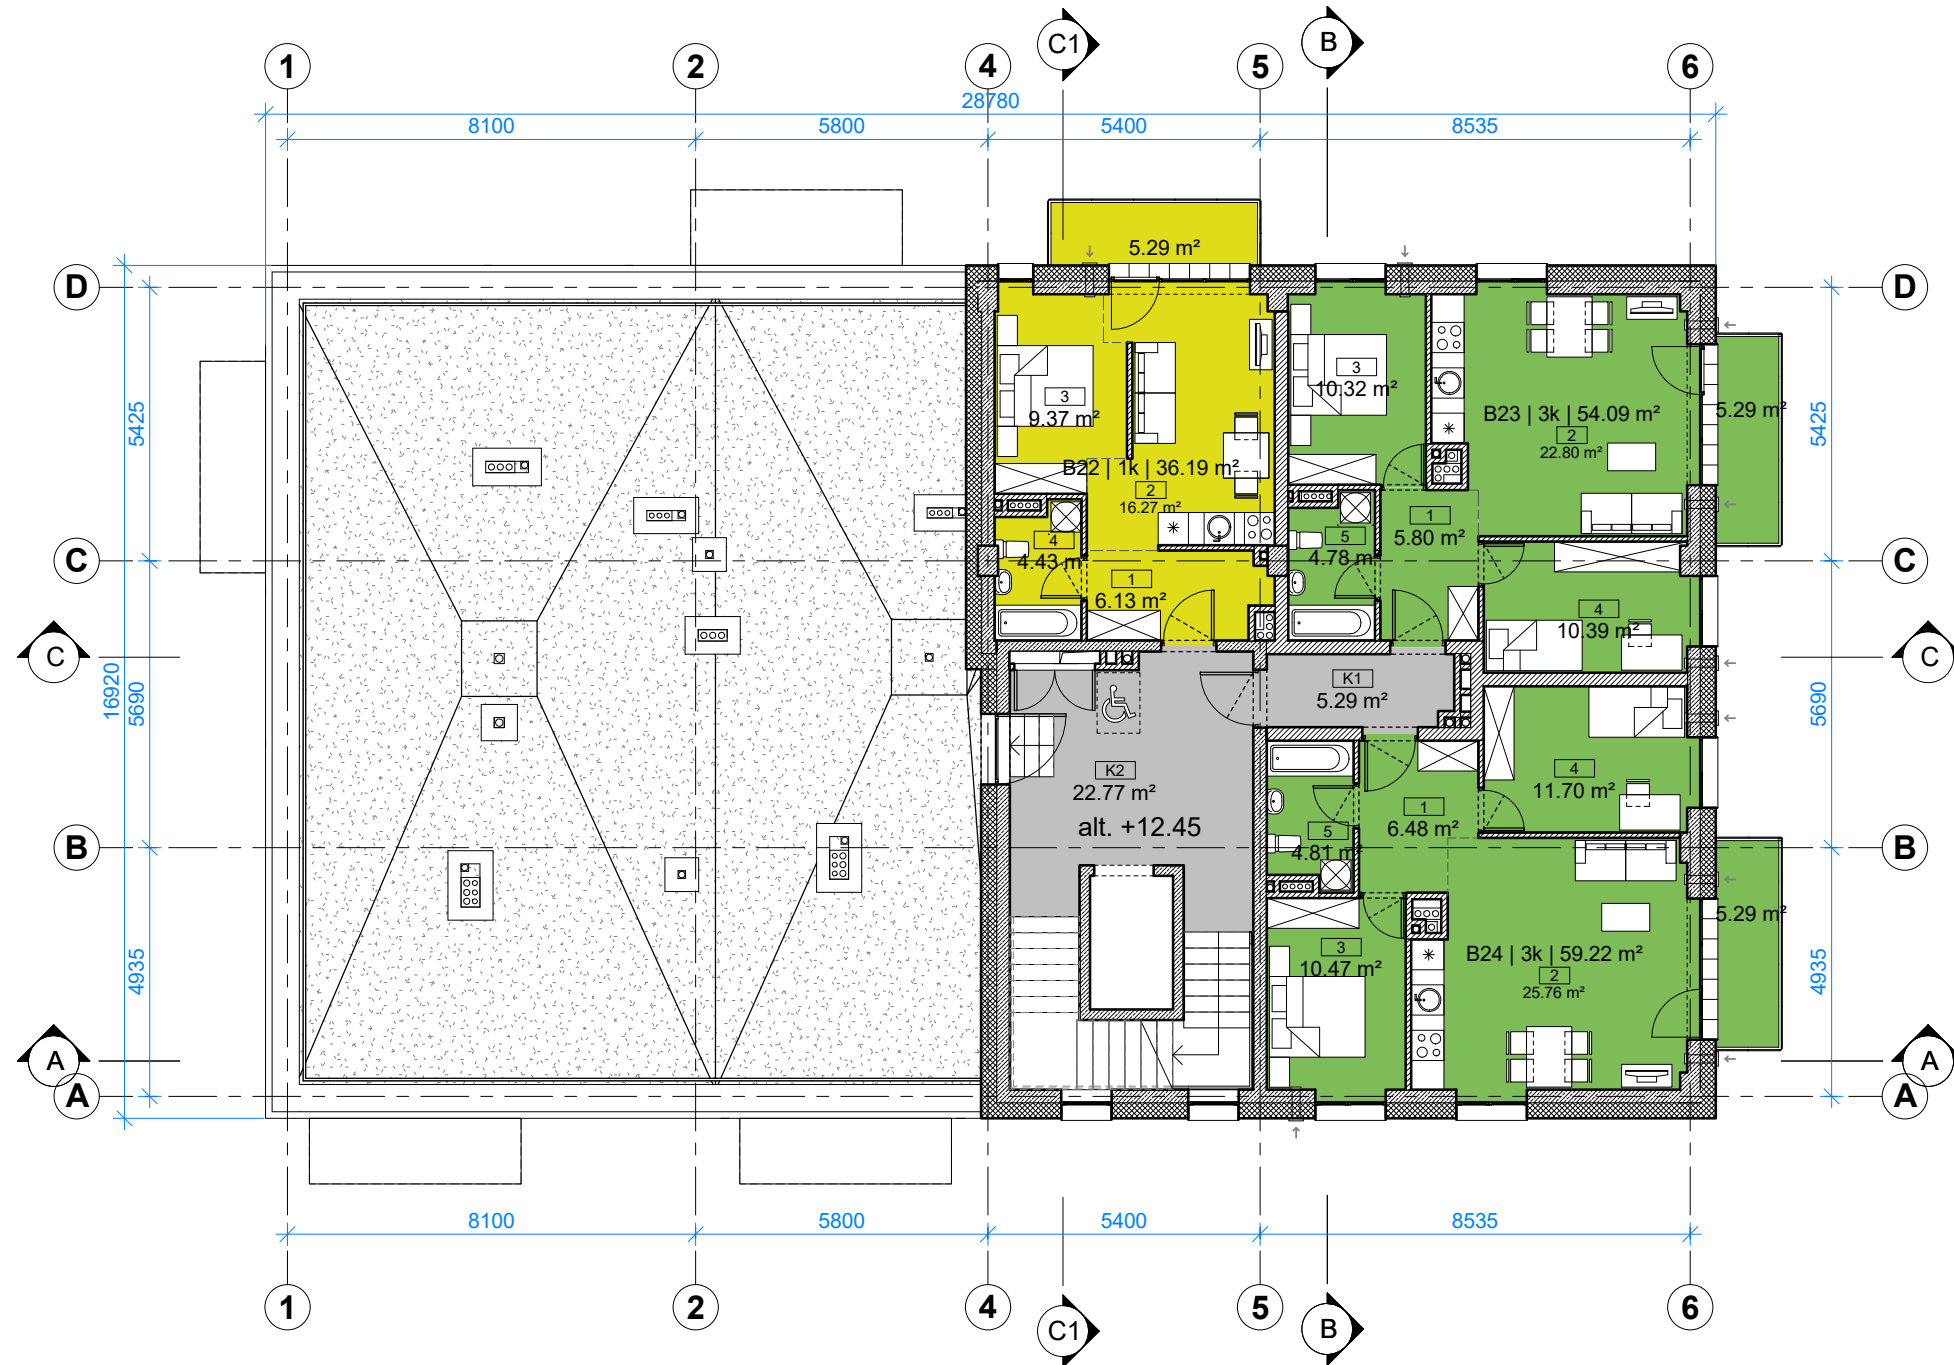 C1
B
1
2
4
5
6
28780
8100
5800
5400
8535
5.29 m²
D
D
3
9.37 m²
B22 | 1k | 36.19 m²
2
16.27 m²
3
10.32 m²
B23 | 3k | 54.09 m²
2
22.80 m²
5.29 m²
5425
5425
4
4.43 m
1
6.13 m²
5
4.78 m²
1
5.80 m²
4
10.39 m²
C
C
C
C
16920
5690
5690
K1
5.29 m²
K2
22.77 m²
alt. +12.45
4
11.70 m²
1
6.48 m²
5
4.81 m²
B
B
3
10.47 m²
B24 | 3k | 59.22 m²
2
25.76 m²
5.29 m²
4935
4935
A
A
A
A
8100
5800
5400
8535
1
2
4
5
6
C1
B